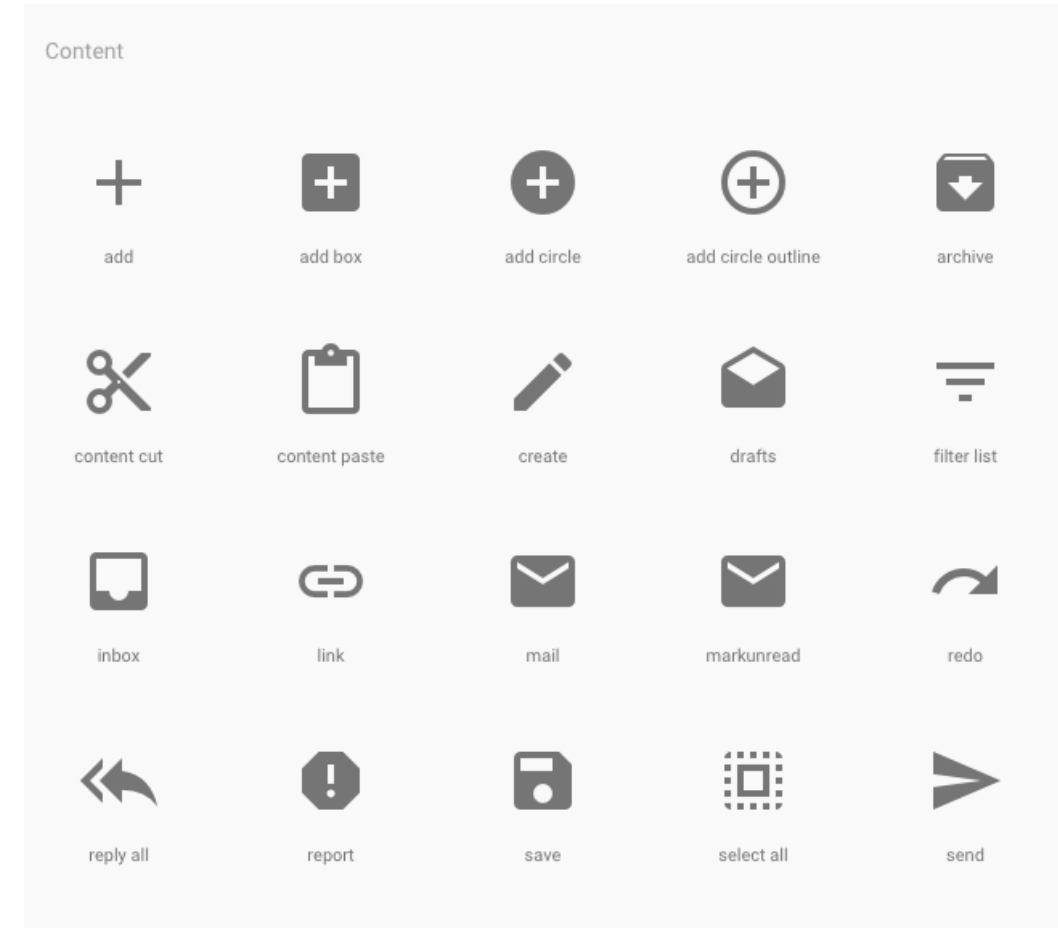 Content
add
add box
add circle
add circle outline
archive
content cut
content paste
create
drafts
filter list
inbox
link
mail
markunread
redo
reply all
report
save
select all
send